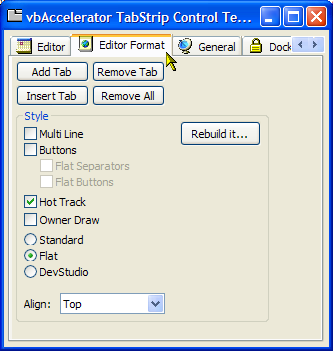 vbAccelerator TabStrip Control Te...
Editor Editor Format General Dock
Add Tab Remove Tab
Insert Tab Remove All
Style
Multi Line Rebuild it...
Buttons
Flat Separators
Flat Buttons
Hot Track
Owner Draw
Standard
Flat
DevStudio
Align: Top